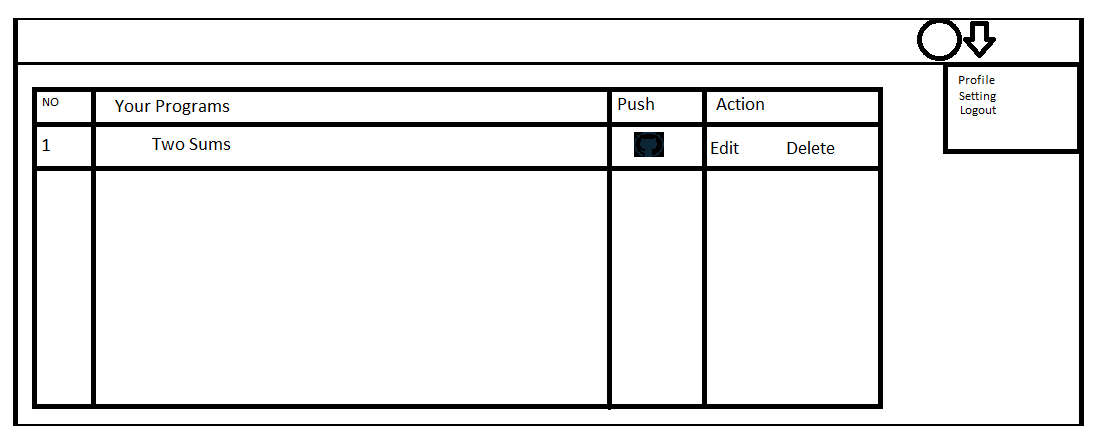 Profile
Setting
Logout
NO Your Programs Push Action
1 Two Sums Edit Delete